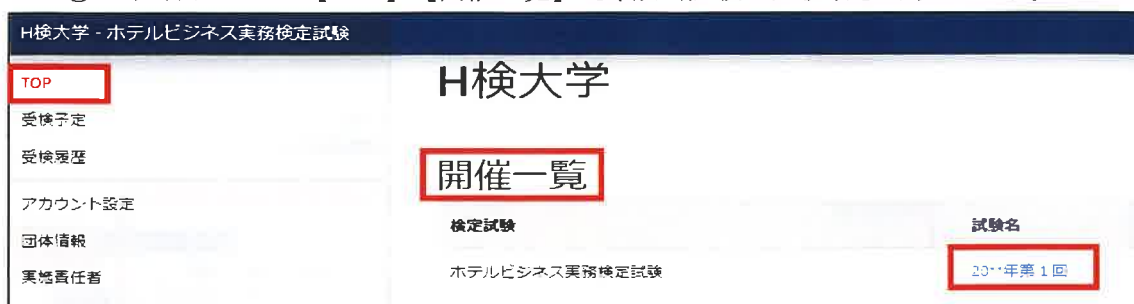 H検大学 - ホテルビジネス実務検定試験
TOP
受検予定
受検履歴
アカウント設定
団体情報
実施責任者
H検大学
開催一覧
検定試験
試験名
ホテルビジネス実務検定試験
20**年第1回